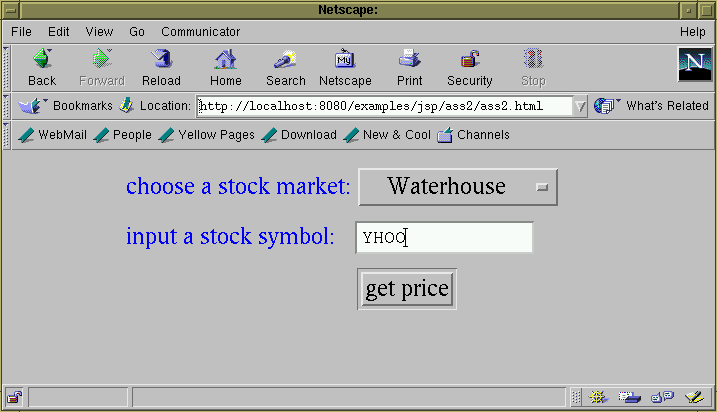 Netscape:
File Edit View Go Communicator Help
Back Forward Reload Home Search Netscape Print Security Stop
My
N
Bookmarks Location: http://localhost:8080/examples/jsp/ass2/ass2.html What's Related
WebMail People Yellow Pages Download New & Cool Channels
choose a stock market: Waterhouse
input a stock symbol: YHOO
get price